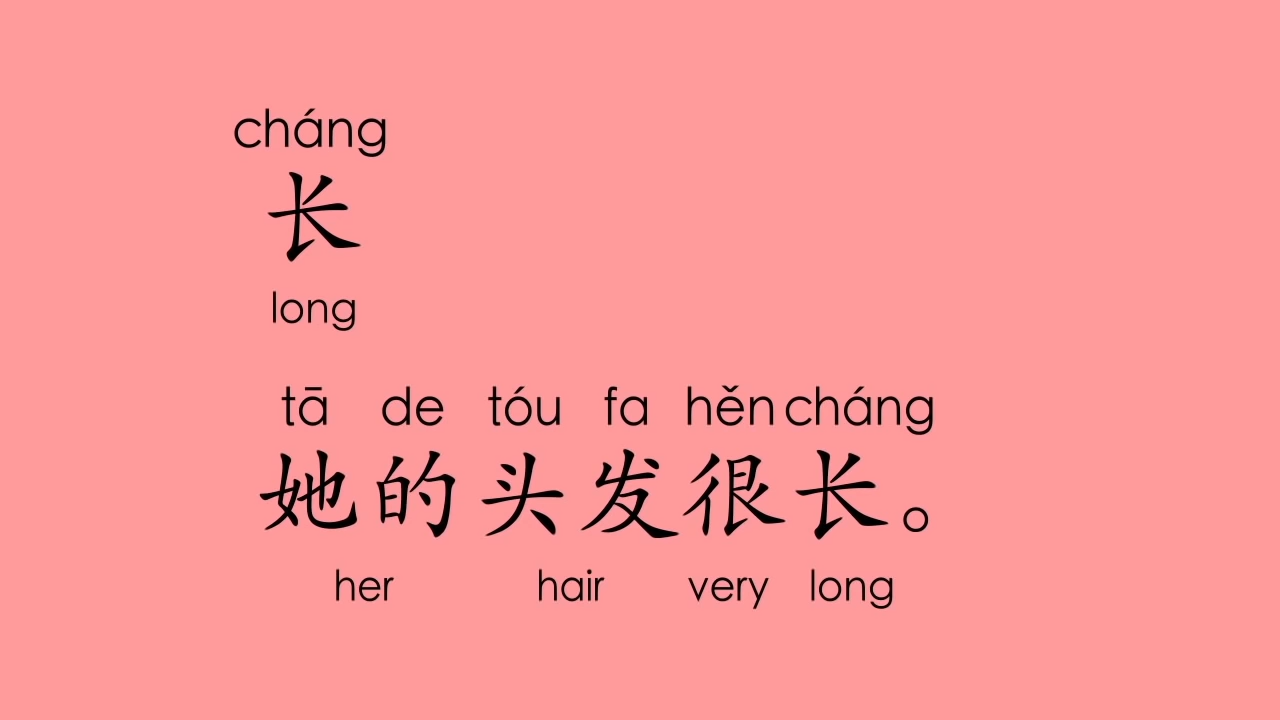 cháng
长
long
tā de tóu fa hěn cháng
她的头发很长。
her hair very long